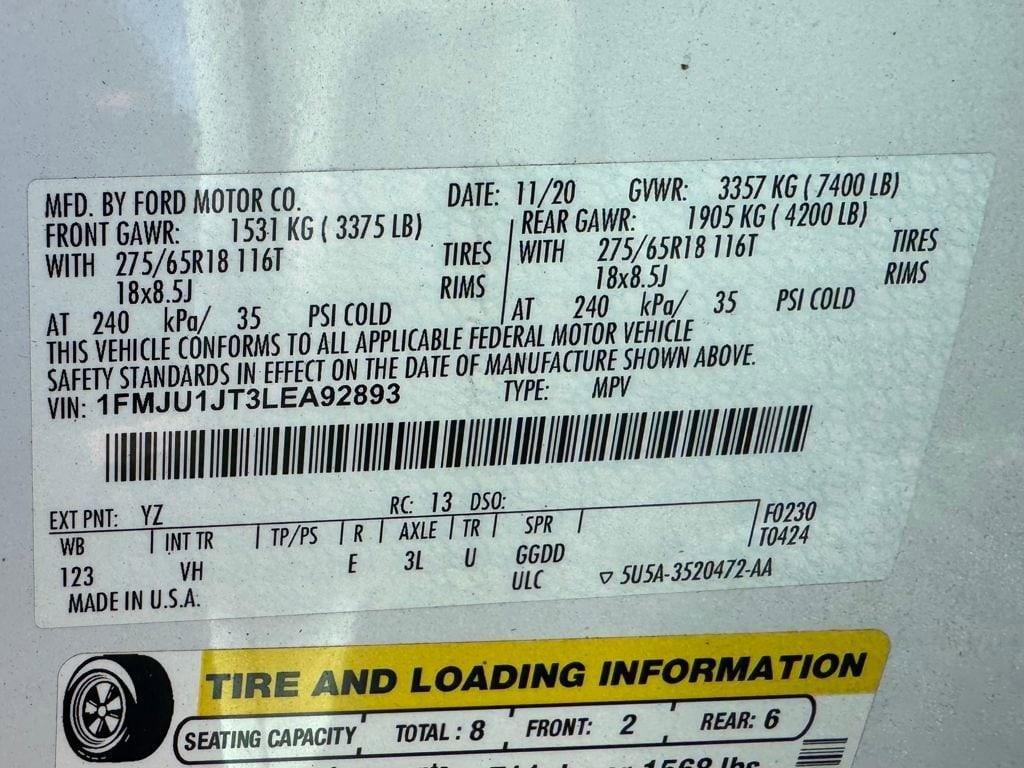 MFD. BY FORD MOTOR CO. DATE: 11/20 GVWR: 3357 KG ( 7400 LB)
FRONT GAWR: 1531 KG ( 3375 LB) REAR GAWR: 1905 KG ( 4200 LB)
WITH 275/65R18 116T TIRES WITH 275/65R18 116T TIRES
18x8.5J RIMS 18x8.5J RIMS
AT 240 kPa/ 35 PSI COLD AT 240 kPa/ 35 PSI COLD
THIS VEHICLE CONFORMS TO ALL APPLICABLE FEDERAL MOTOR VEHICLE
SAFETY STANDARDS IN EFFECT ON THE DATE OF MANUFACTURE SHOWN ABOVE.
VIN: 1FMJU1JT3LEA92893 TYPE: MPV
EXT PNT: YZ RC: 13 DSO:
WB INT TR TP/PS R AXLE TR SPR F0230
T0424
123 VH E 3L U GGDD
ULC ▽ 5U5A-3520472-AA
MADE IN U.S.A.
TIRE AND LOADING INFORMATION
SEATING CAPACITY TOTAL : 8 FRONT: 2 REAR: 6
1568 lbs